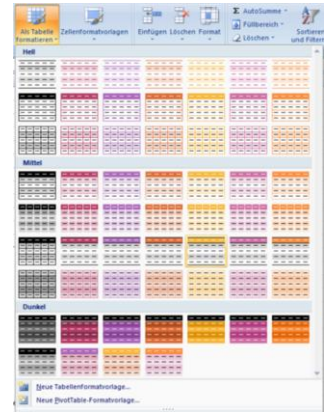 Als Tabelle Formatieren
Zellenformatvorlagen
Einfügen Löschen Format
AutoSumme
Füllbereich
Löschen
Sortieren
und Filtern
Hell
Mittel
Dunkel
Neue Tabellenformatvorlage...
Neue PivotTable-Formatvorlage...